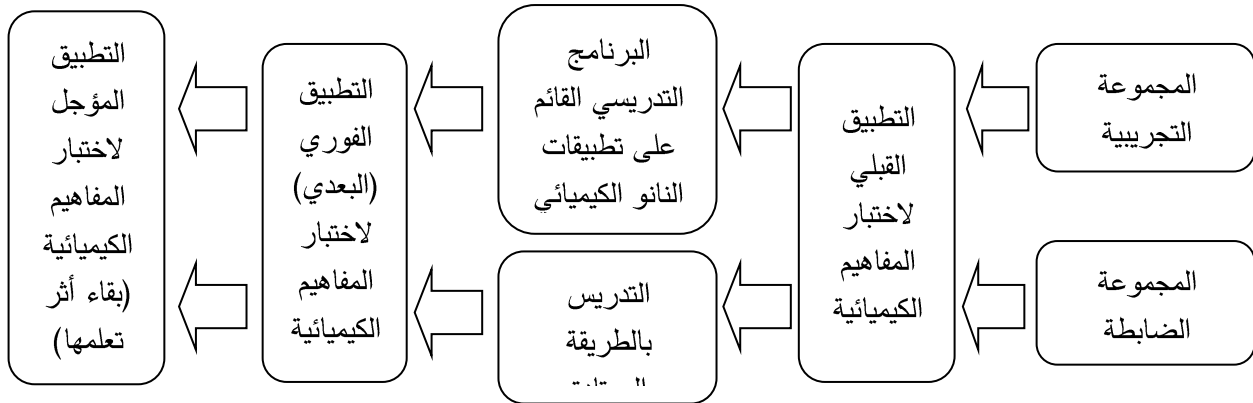 المجموعة
التجريبية
المجموعة
الضابطة
التطبيق
القبلي
لاختبار
المفاهيم
الكيميائية
البرنامج
التدريسي القائم
على تطبيقات
النانو الكيميائي
التدريس
بالطريقة
التطبيق
الفوري
(البعدي)
لاختبار
المفاهيم
الكيميائية
التطبيق
المؤجل
لاختبار
المفاهيم
الكيميائية
(بقاء أثر
تعلمها)